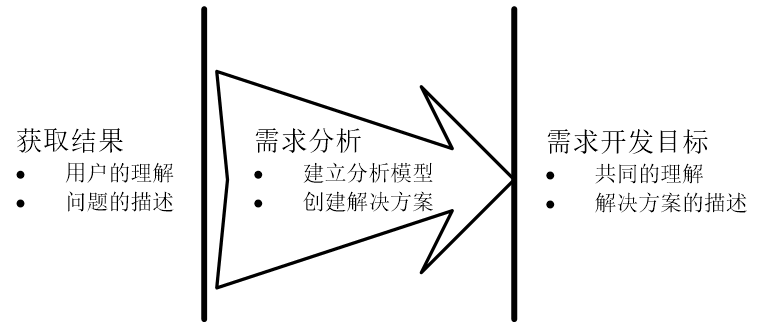 获取结果
• 用户的理解
• 问题的描述
需求分析
• 建立分析模型
• 创建解决方案
需求开发目标
• 共同的理解
• 解决方案的描述